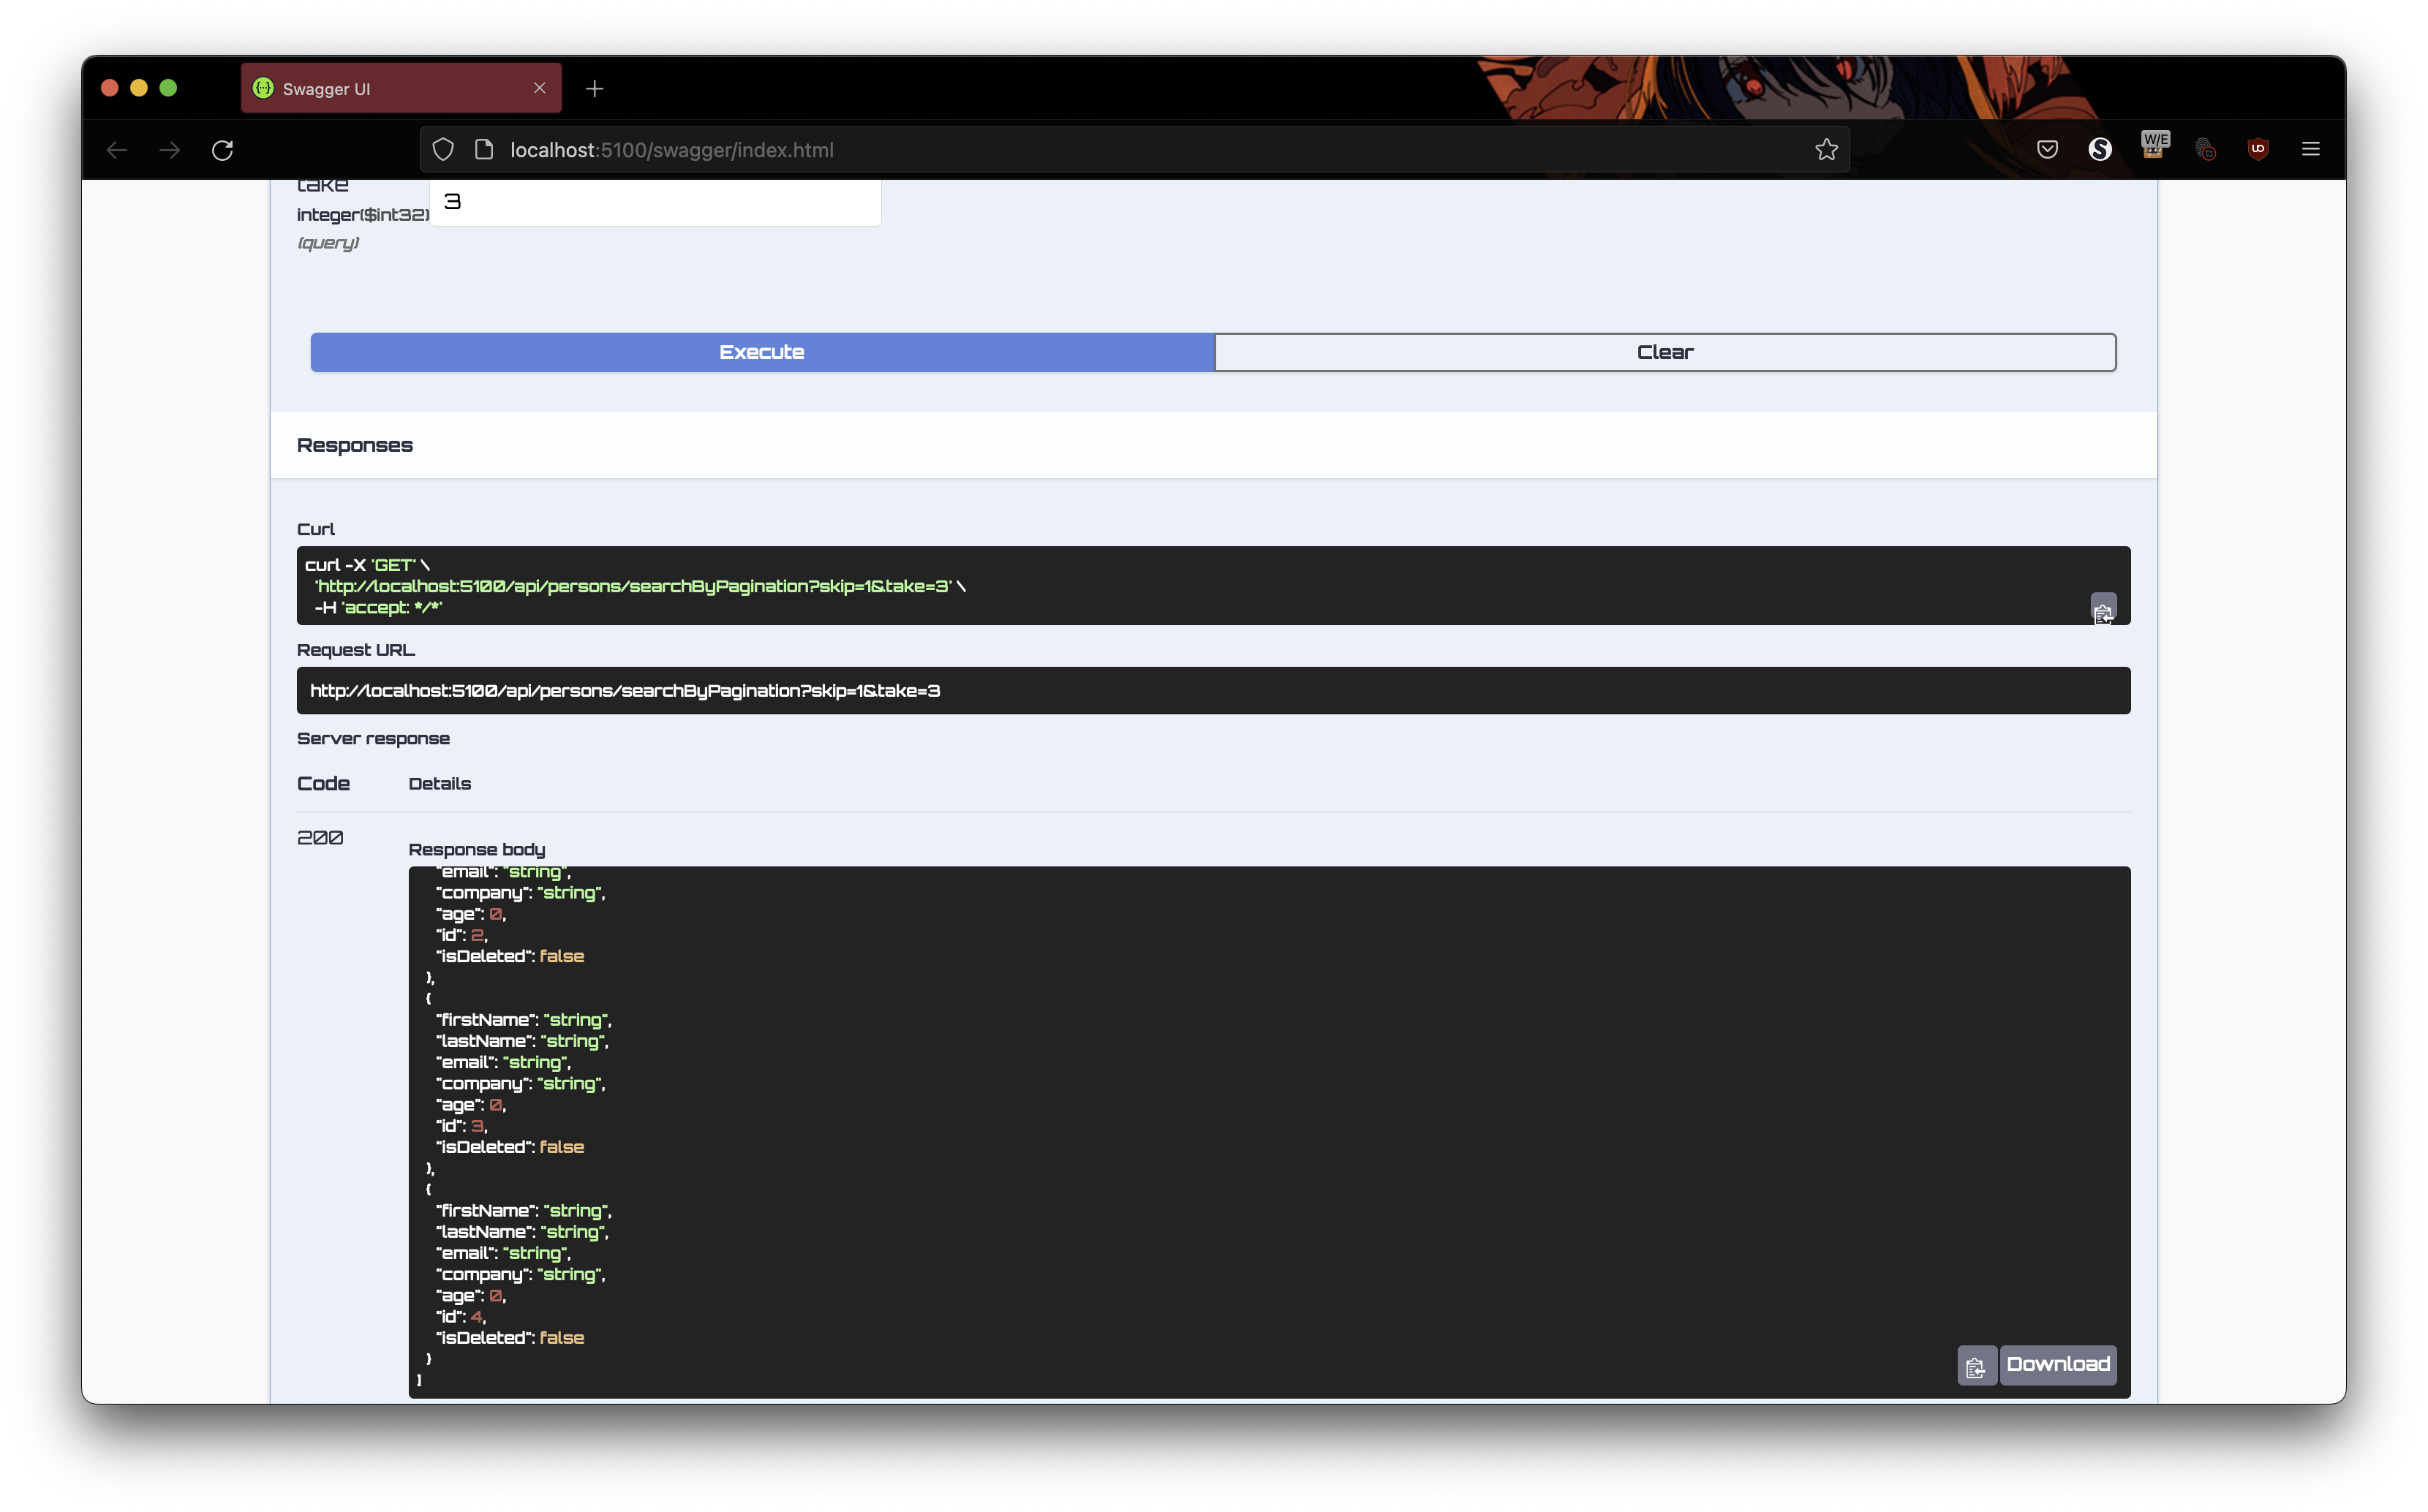 Swagger UI
localhost:5100/swagger/index.html
W/E
take
integer($int32)
3
(query)
Execute
Clear
Responses
Curl
curl -X 'GET' \
'http://localhost:5100/api/persons/searchByPagination?skip=1&take=3' \
-H 'accept: */*'
Request URL
http://localhost:5100/api/persons/searchByPagination?skip=1&take=3
Server response
Code Details
200
Response body
"email": "string",
"company": "string",
"age": 0,
"id": 2,
"isDeleted": false
},
{
"firstName": "string",
"lastName": "string",
"email": "string",
"company": "string",
"age": 0,
"id": 3,
"isDeleted": false
},
{
"firstName": "string",
"lastName": "string",
"email": "string",
"company": "string",
"age": 0,
"id": 4,
"isDeleted": false
}
]
Download